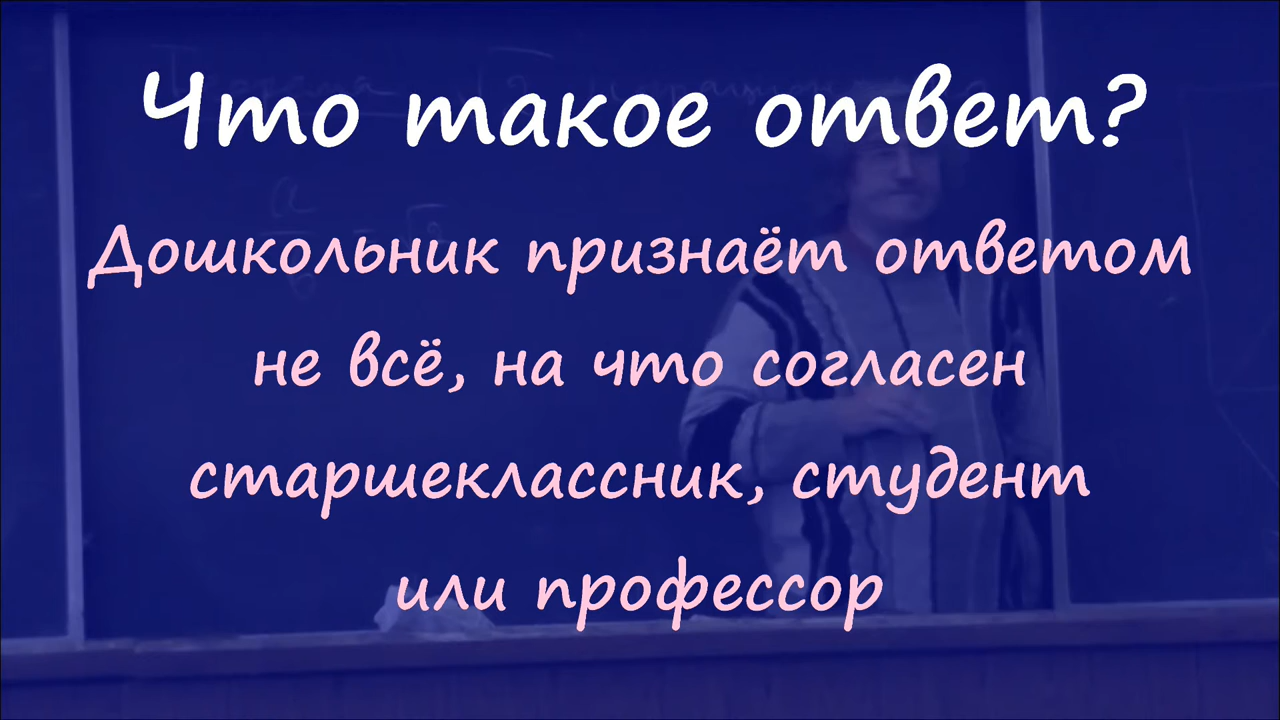 Что такое ответ?
Дошкольник признаёт ответом
не всё, на что согласен
старшеклассник, студент
или профессор